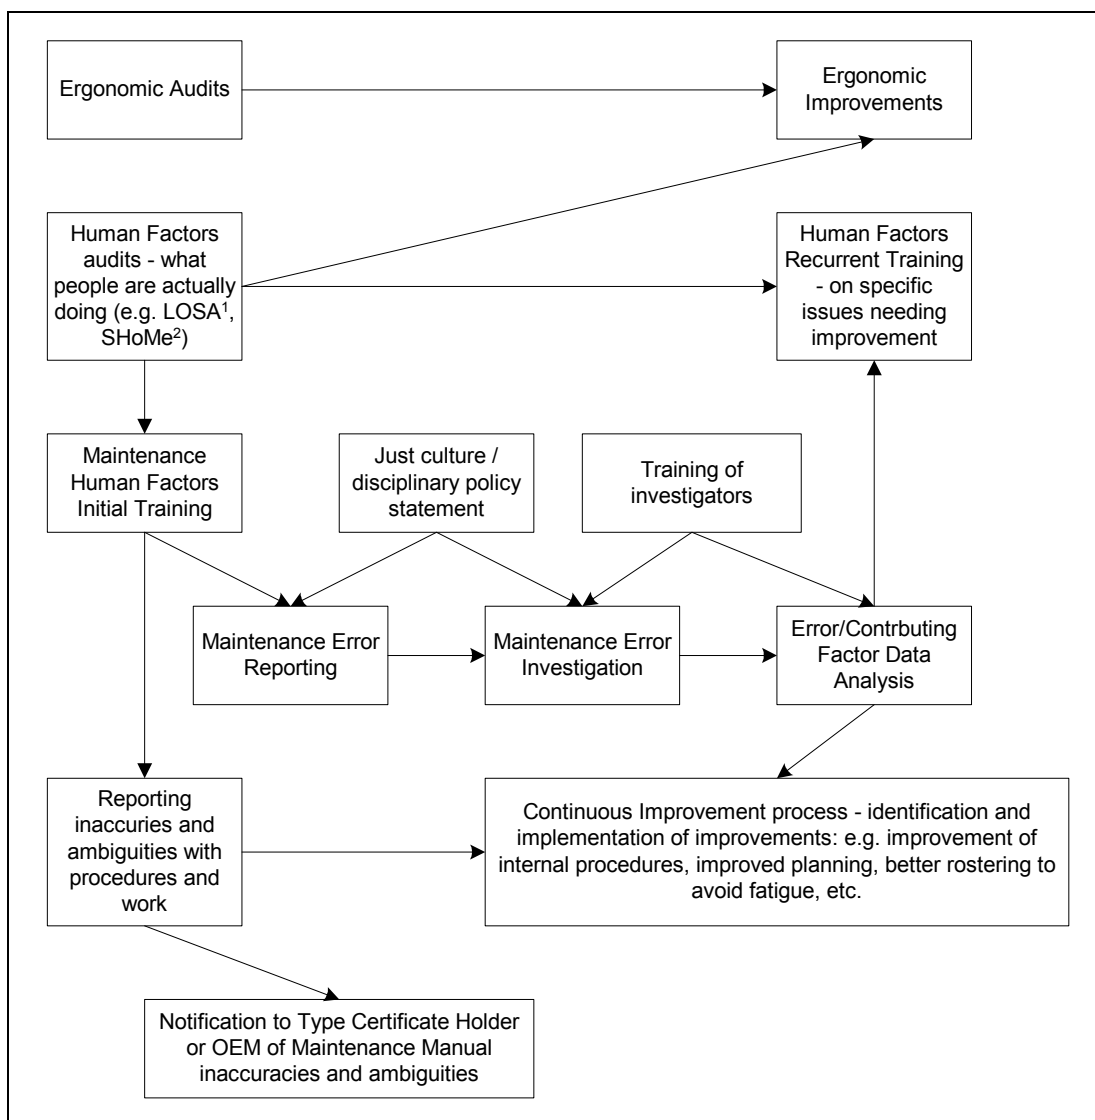 Ergonomic Audits
Ergonomic
Improvements
Human Factors
audits - what
people are actually
doing (e.g. LOSA¹,
SHoMe²)
Human Factors
Recurrent Training
- on specific
issues needing
improvement
Maintenance
Human Factors
Initial Training
Just culture /
disciplinary policy
statement
Training of
investigators
Maintenance Error
Reporting
Maintenance Error
Investigation
Error/Contrbuting
Factor Data
Analysis
Reporting
inaccuries and
ambiguities with
procedures and
work
Continuous Improvement process - identification and
implementation of improvements: e.g. improvement of
internal procedures, improved planning, better rostering to
avoid fatigue, etc.
Notification to Type Certificate Holder
or OEM of Maintenance Manual
inaccuracies and ambiguities